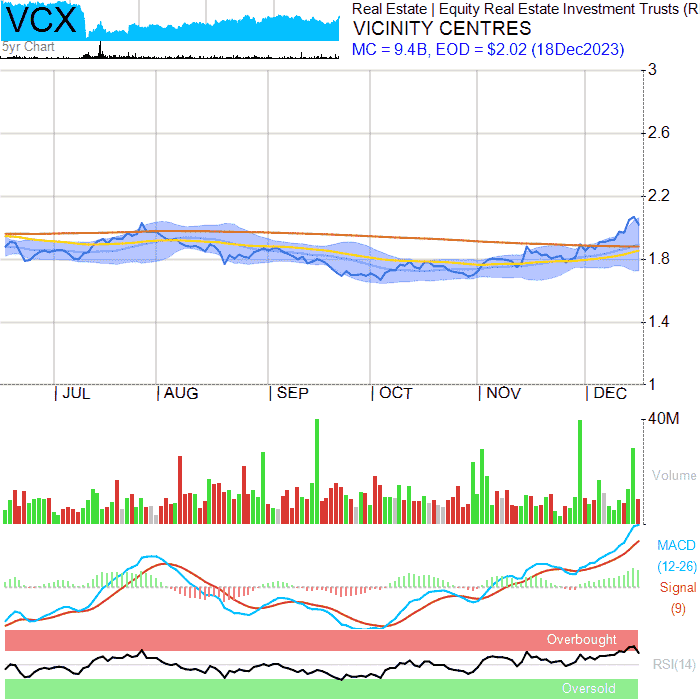 VCX
5yr Chart
Real Estate | Equity Real Estate Investment Trusts (R
VICINITY CENTRES
MC = 9.4B, EOD = $2.02 (18Dec2023)
3
2.6
2.2
1.8
1.4
1
| JUL | AUG | SEP | OCT | NOV | DEC
40M
Volume
MACD
(12-26)
Signal
(9)
Overbought
RSI(14)
Oversold